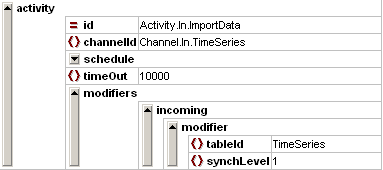 activity
id Activity.In.ImportData
channelId Channel.In.TimeSeries
schedule
timeOut 10000
modifiers
incoming
modifier
tableId TimeSeries
synchLevel 1